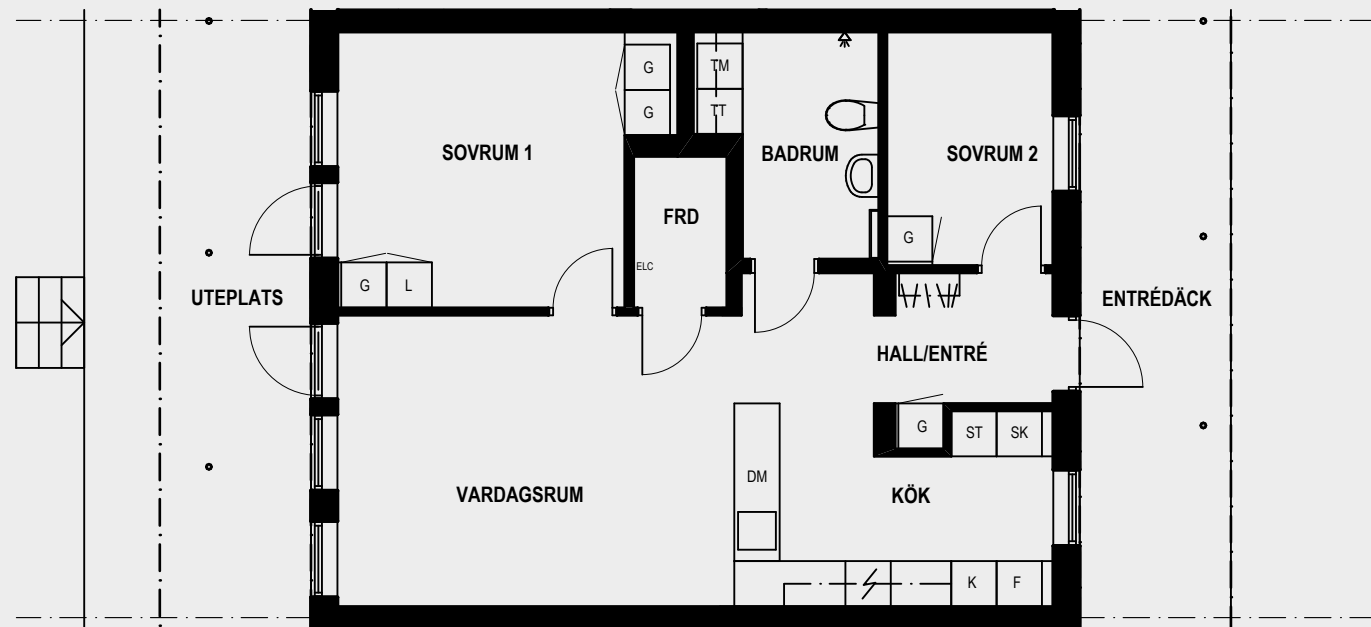 G
TM
G
TT
SOVRUM 1
BADRUM
SOVRUM 2
FRD
G
ELC
G
L
UTEPLATS
ENTRÉDÄCK
HALL/ENTRÉ
G
ST
SK
DM
VARDAGSRUM
KÖK
K
F